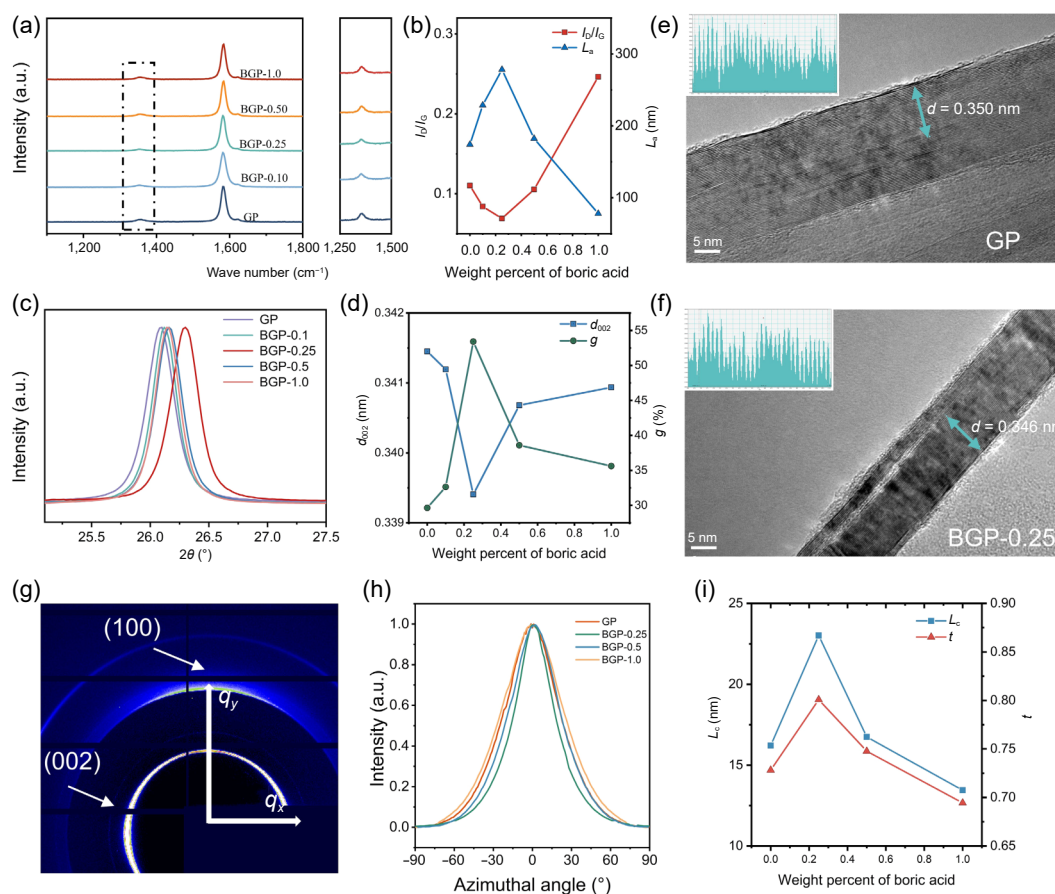 (a)
Intensity (a.u.)
BGP-1.0
BGP-0.50
BGP-0.25
BGP-0.10
GP
1,200 1,400 1,600 1,800
1,250 1,500
Wave number (cm⁻¹)
(b)
I_D/I_G
L_a
0.3
0.2
0.1
I_D/I_G
300
200
100
L_a (nm)
0.0 0.2 0.4 0.6 0.8 1.0
Weight percent of boric acid
(e)
d = 0.350 nm
5 nm
GP
(c)
Intensity (a.u.)
GP
BGP-0.1
BGP-0.25
BGP-0.5
BGP-1.0
25.5 26.0 26.5 27.0 27.5
2θ (°)
(d)
d₀₀₂
g
0.342
0.341
0.340
0.339
d₀₀₂ (nm)
55
50
45
40
35
30
g (%)
0.0 0.2 0.4 0.6 0.8 1.0
Weight percent of boric acid
(f)
d = 0.346 nm
5 nm
BGP-0.25
(g)
(100)
q_y
(002)
q_x
(h)
GP
BGP-0.25
BGP-0.5
BGP-1.0
1.0
0.8
0.6
0.4
0.2
0.0
Intensity (a.u.)
−90 −60 −30 0 30 60 90
Azimuthal angle (°)
(i)
L_c
t
25
22
19
16
13
10
L_c (nm)
0.90
0.85
0.80
0.75
0.70
0.65
t
0.0 0.2 0.4 0.6 0.8 1.0
Weight percent of boric acid